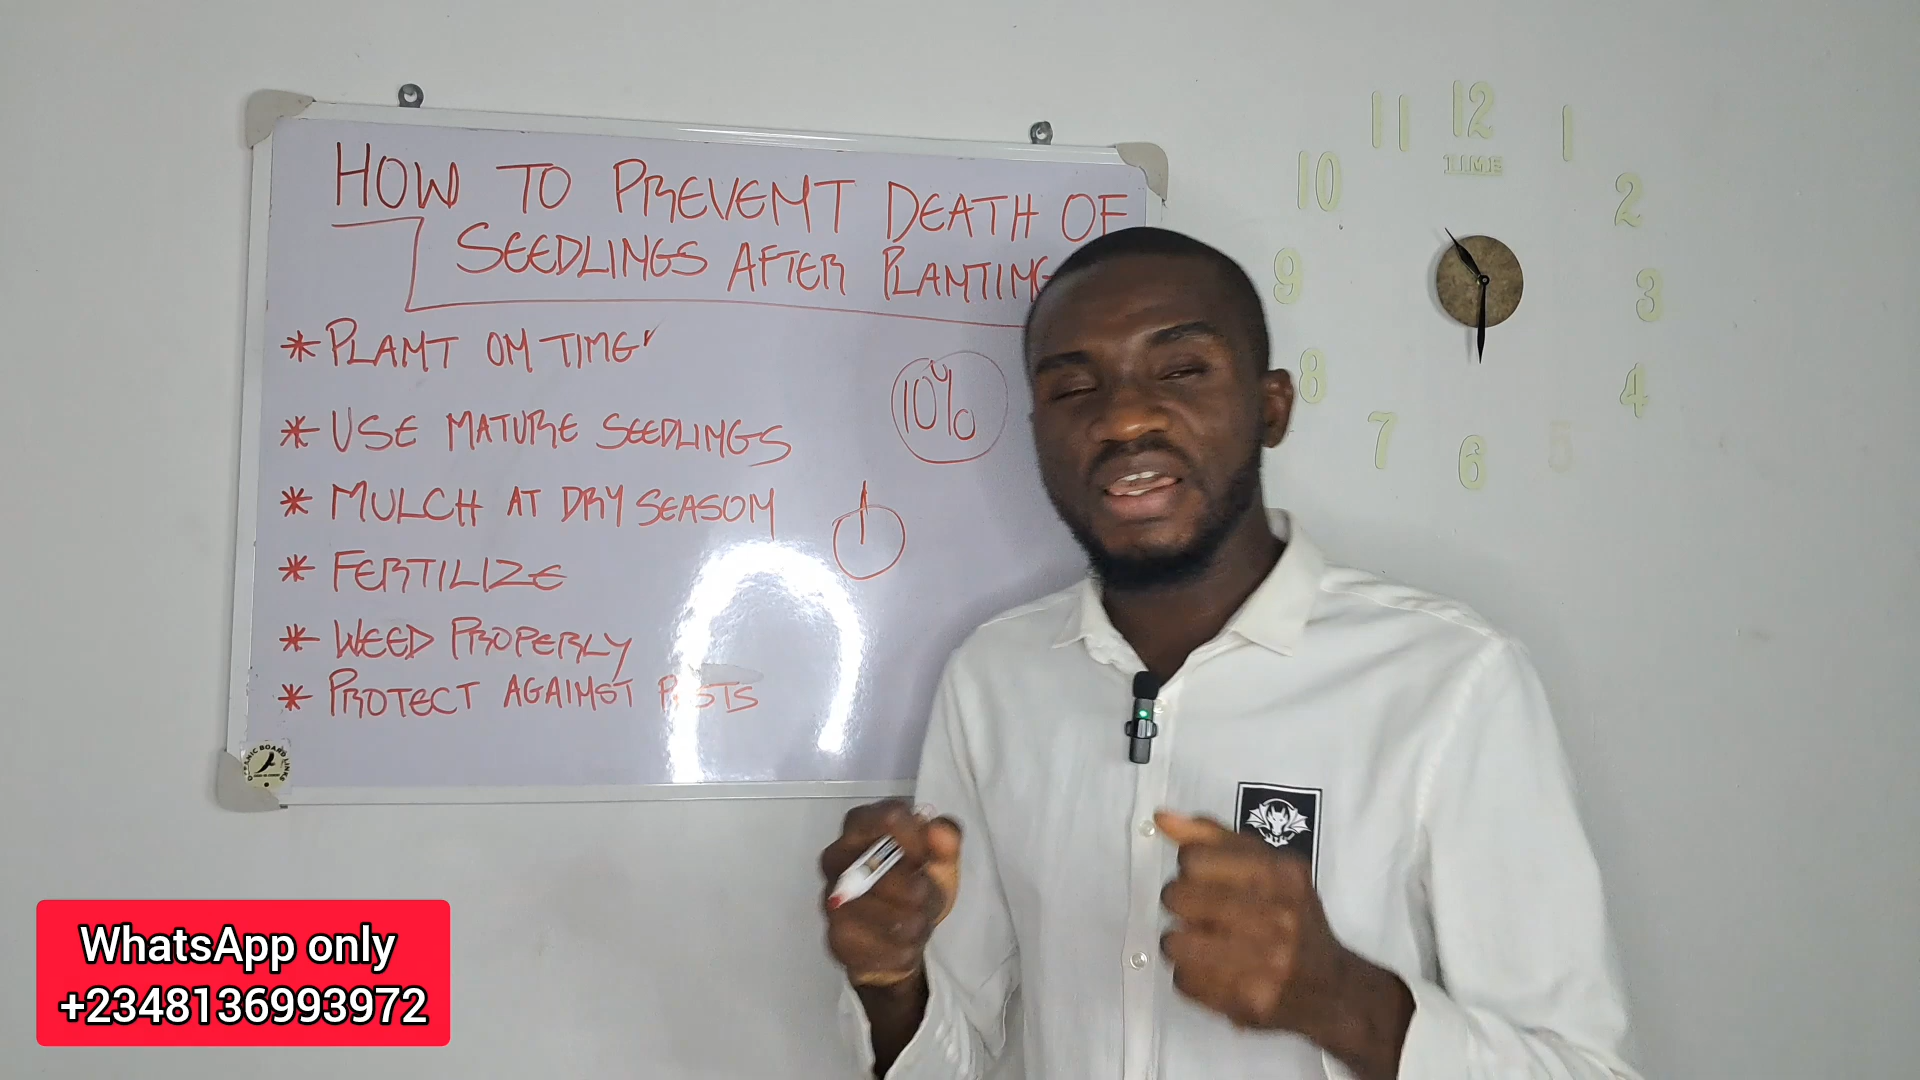 HOW TO PREVENT DEATH OF
SEEDLINGS AFTER PLANTING
* PLANT ON TIME
* USE MATURE SEEDLINGS
* MULCH AT DRY SEASON
* FERTILIZE
* WEED PROPERLY
* PROTECT AGAINST PESTS
10%
12
11
1
TIME
10
2
9
3
8
4
7
5
6
WhatsApp only
+2348136993972